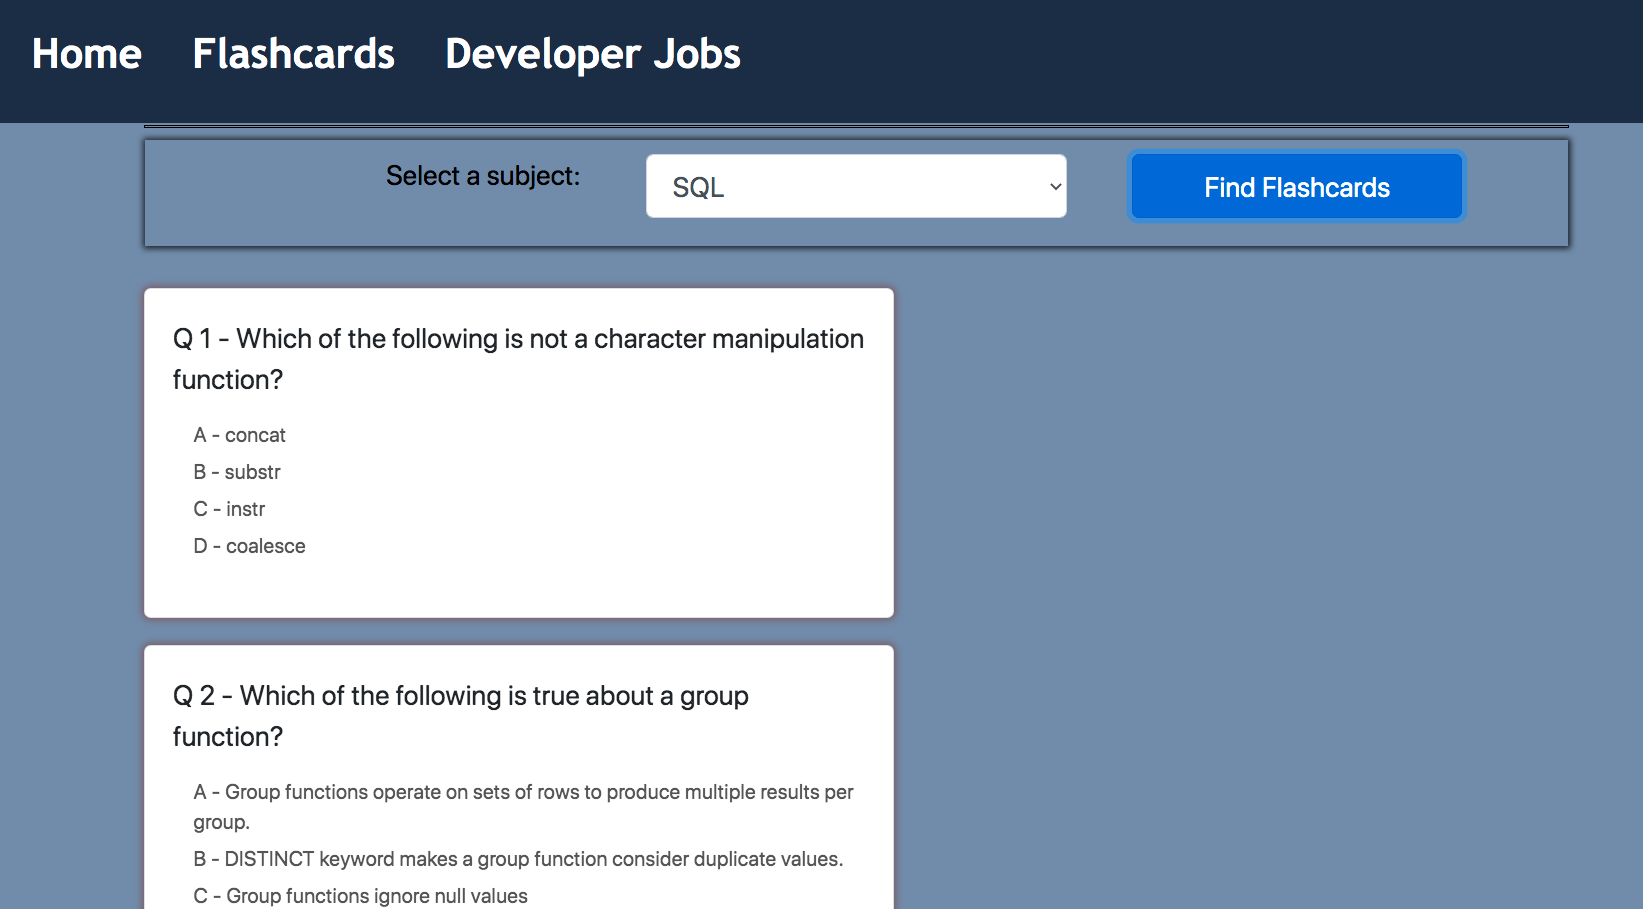 Home Flashcards Developer Jobs
Select a subject: SQL Find Flashcards
Q 1 - Which of the following is not a character manipulation
function?
A - concat
B - substr
C - instr
D - coalesce
Q 2 - Which of the following is true about a group
function?
A - Group functions operate on sets of rows to produce multiple results per
group.
B - DISTINCT keyword makes a group function consider duplicate values.
C - Group functions ignore null values